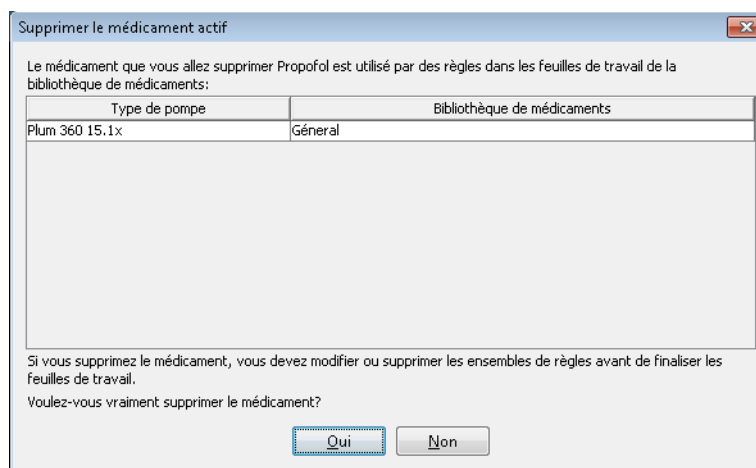 Supprimer le médicament actif
Le médicament que vous allez supprimer Propofol est utilisé par des règles dans les feuilles de travail de la
bibliothèque de médicaments:
Type de pompe Bibliothèque de médicaments
Plum 360 15.1x Géneral
Si vous supprimez le médicament, vous devez modifier ou supprimer les ensembles de règles avant de finaliser les
feuilles de travail.
Voulez-vous vraiment supprimer le médicament?
Oui Non